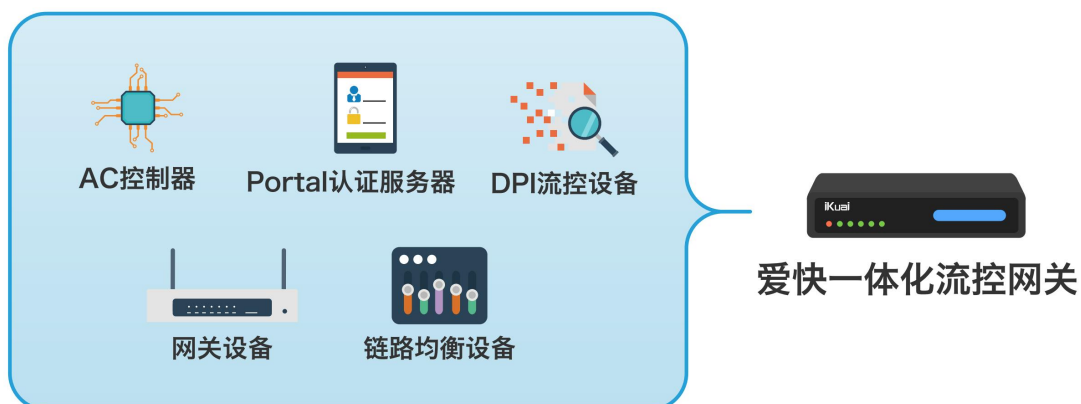 AC控制器
Portal认证服务器
DPI流控设备
网关设备
链路均衡设备
iKuai
爱快一体化流控网关